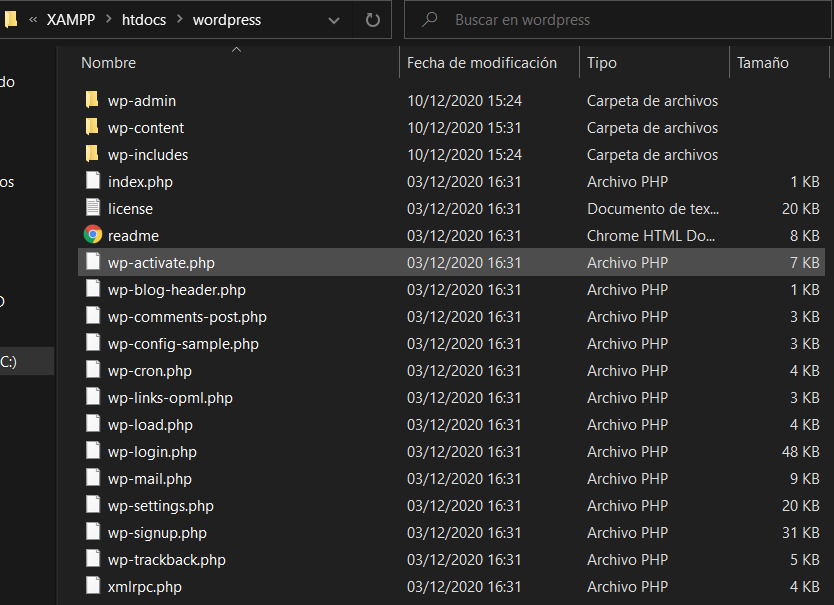 « XAMPP > htdocs > wordpress
Buscar en wordpress
Nombre Fecha de modificación Tipo Tamaño
do
os
C:)
wp-admin 10/12/2020 15:24 Carpeta de archivos
wp-content 10/12/2020 15:31 Carpeta de archivos
wp-includes 10/12/2020 15:24 Carpeta de archivos
index.php 03/12/2020 16:31 Archivo PHP 1 KB
license 03/12/2020 16:31 Documento de tex... 20 KB
readme 03/12/2020 16:31 Chrome HTML Do... 8 KB
wp-activate.php 03/12/2020 16:31 Archivo PHP 7 KB
wp-blog-header.php 03/12/2020 16:31 Archivo PHP 1 KB
wp-comments-post.php 03/12/2020 16:31 Archivo PHP 3 KB
wp-config-sample.php 03/12/2020 16:31 Archivo PHP 3 KB
wp-cron.php 03/12/2020 16:31 Archivo PHP 4 KB
wp-links-opml.php 03/12/2020 16:31 Archivo PHP 3 KB
wp-load.php 03/12/2020 16:31 Archivo PHP 4 KB
wp-login.php 03/12/2020 16:31 Archivo PHP 48 KB
wp-mail.php 03/12/2020 16:31 Archivo PHP 9 KB
wp-settings.php 03/12/2020 16:31 Archivo PHP 20 KB
wp-signup.php 03/12/2020 16:31 Archivo PHP 31 KB
wp-trackback.php 03/12/2020 16:31 Archivo PHP 5 KB
xmlrpc.php 03/12/2020 16:31 Archivo PHP 4 KB